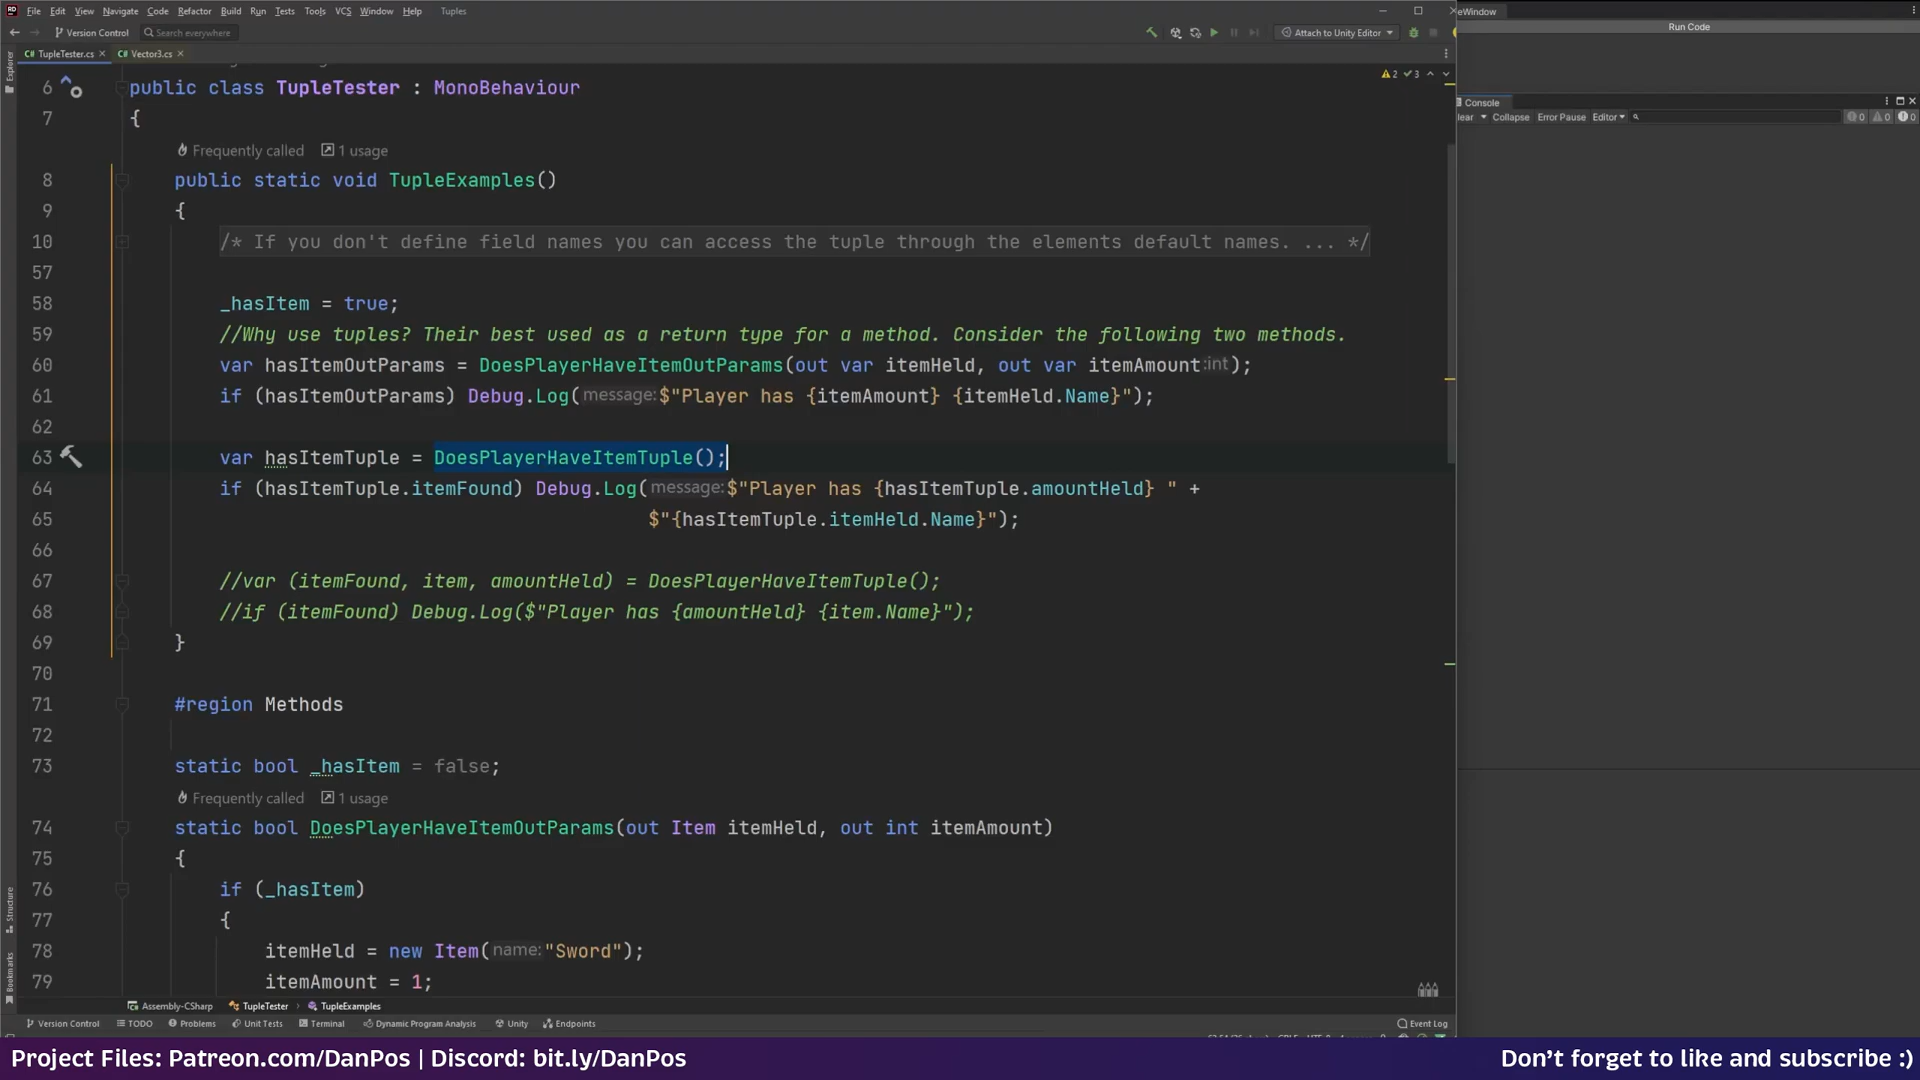 File Edit View Navigate Code Refactor Build Run Tests Tools VCS Window Help Tuples
Version Control Search everywhere Attach to Unity Editor
TupleTester.cs Vector3.cs
2 3
6 public class TupleTester : MonoBehaviour
7 {
Frequently called 1 usage
8 public static void TupleExamples()
9 {
10 /* If you don't define field names you can access the tuple through the elements default names. ... */
57
58 _hasItem = true;
59 //Why use tuples? Their best used as a return type for a method. Consider the following two methods.
60 var hasItemOutParams = DoesPlayerHaveItemOutParams(out var itemHeld, out var itemAmount:int);
61 if (hasItemOutParams) Debug.Log(message:$"Player has {itemAmount} {itemHeld.Name}");
62
63 var hasItemTuple = DoesPlayerHaveItemTuple();
64 if (hasItemTuple.itemFound) Debug.Log(message:$"Player has {hasItemTuple.amountHeld} " +
65 $"{hasItemTuple.itemHeld.Name}");
66
67 //var (itemFound, item, amountHeld) = DoesPlayerHaveItemTuple();
68 //if (itemFound) Debug.Log($"Player has {amountHeld} {item.Name}");
69 }
70
71 #region Methods
72
73 static bool _hasItem = false;
Frequently called 1 usage
74 static bool DoesPlayerHaveItemOutParams(out Item itemHeld, out int itemAmount)
75 {
76 if (_hasItem)
77 {
78 itemHeld = new Item(name:"Sword");
79 itemAmount = 1;
Assembly-CSharp TupleTester TupleExamples
Version Control TODO Problems Unit Tests Terminal Dynamic Program Analysis Unity Endpoints Event Log
Explorer
Structure
Bookmarks
eWindow
Run Code
Console
lear Collapse Error Pause Editor 0 0 0
Project Files: Patreon.com/DanPos | Discord: bit.ly/DanPos
Don't forget to like and subscribe :)